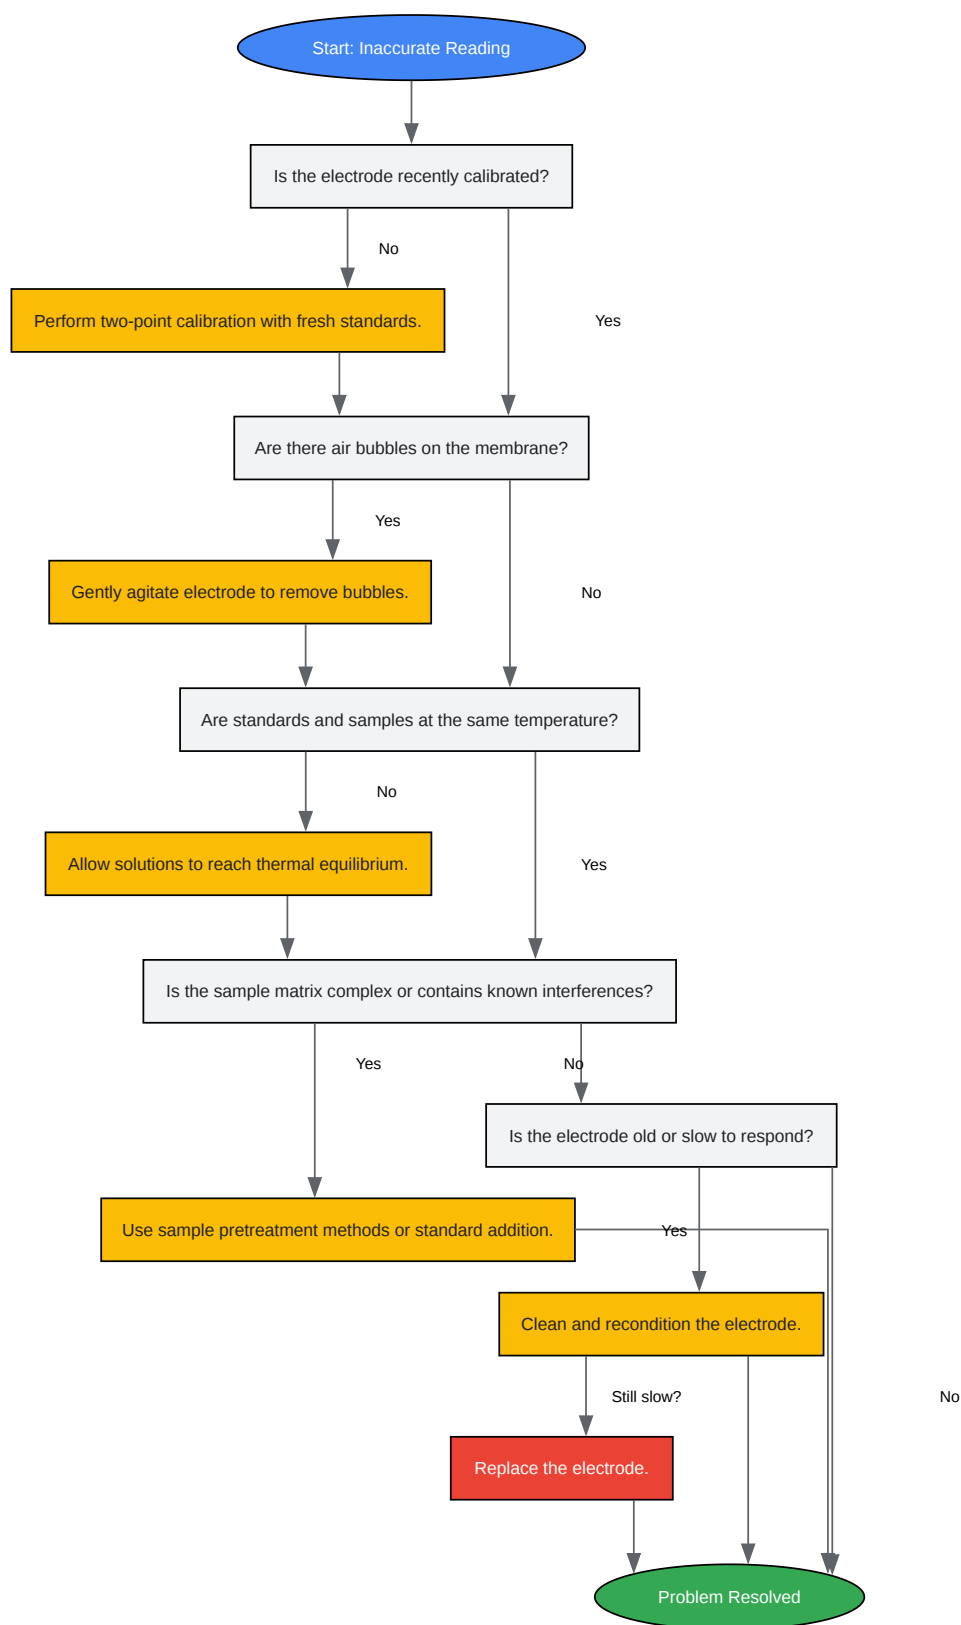 Start: Inaccurate Reading
Is the electrode recently calibrated?
No
Perform two-point calibration with fresh standards.
Yes
Are there air bubbles on the membrane?
Yes
Gently agitate electrode to remove bubbles.
No
Are standards and samples at the same temperature?
No
Allow solutions to reach thermal equilibrium.
Yes
Is the sample matrix complex or contains known interferences?
Yes
No
Is the electrode old or slow to respond?
Use sample pretreatment methods or standard addition.
Yes
Clean and recondition the electrode.
Still slow?
No
Replace the electrode.
Problem Resolved